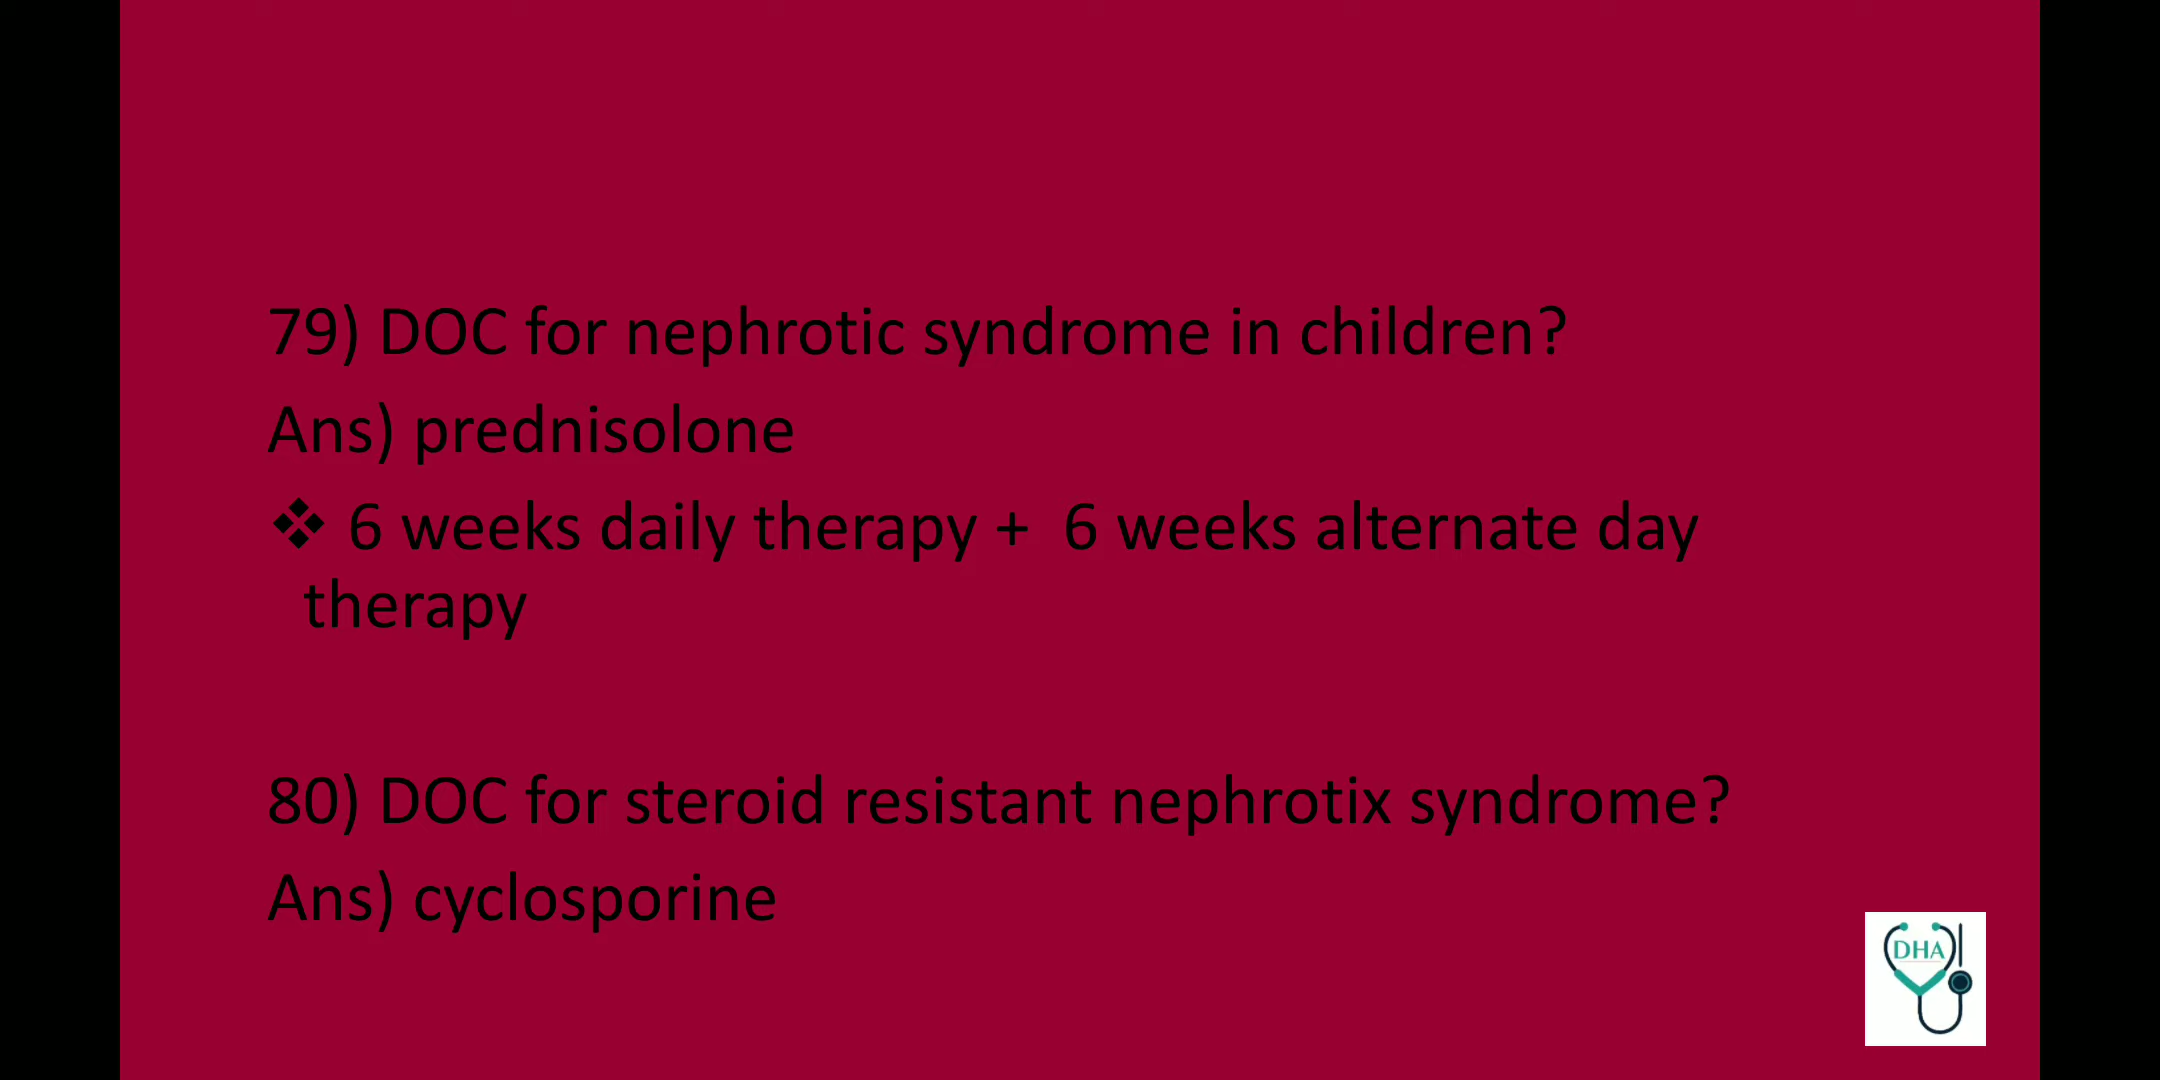 79) DOC for nephrotic syndrome in children?
Ans) prednisolone
❖ 6 weeks daily therapy + 6 weeks alternate day
therapy
80) DOC for steroid resistant nephrotix syndrome?
Ans) cyclosporine
DHA